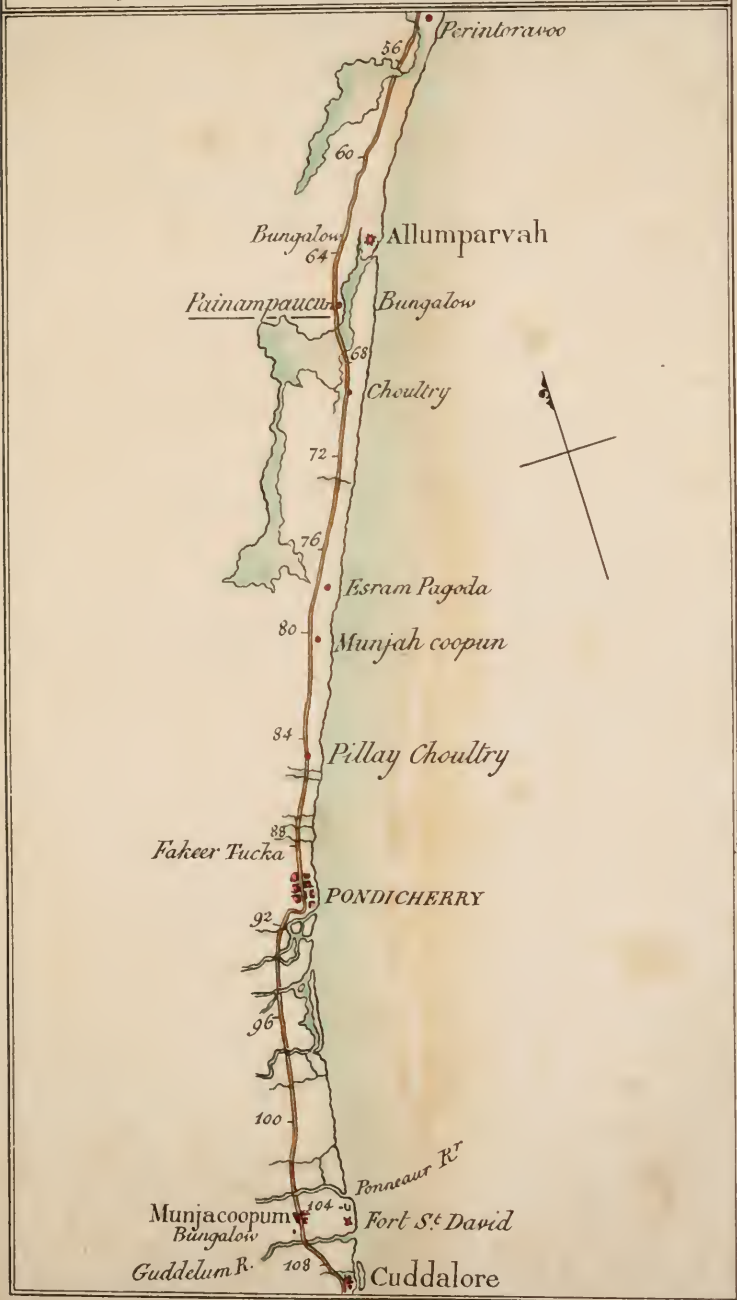 Perintoravoo
56
60
Bungalow
Allumparvah
64
Painampaucum
Bungalow
68
Choultry
72
76
Esram Pagoda
80
Munjah coopun
84
Pillay Choultry
88
Fakeer Tucka
PONDICHERRY
92
96
100
Ponneaur Rr
Munjacoopum
104
Fort St. David
Bungalow
Guddelum R.
108
Cuddalore